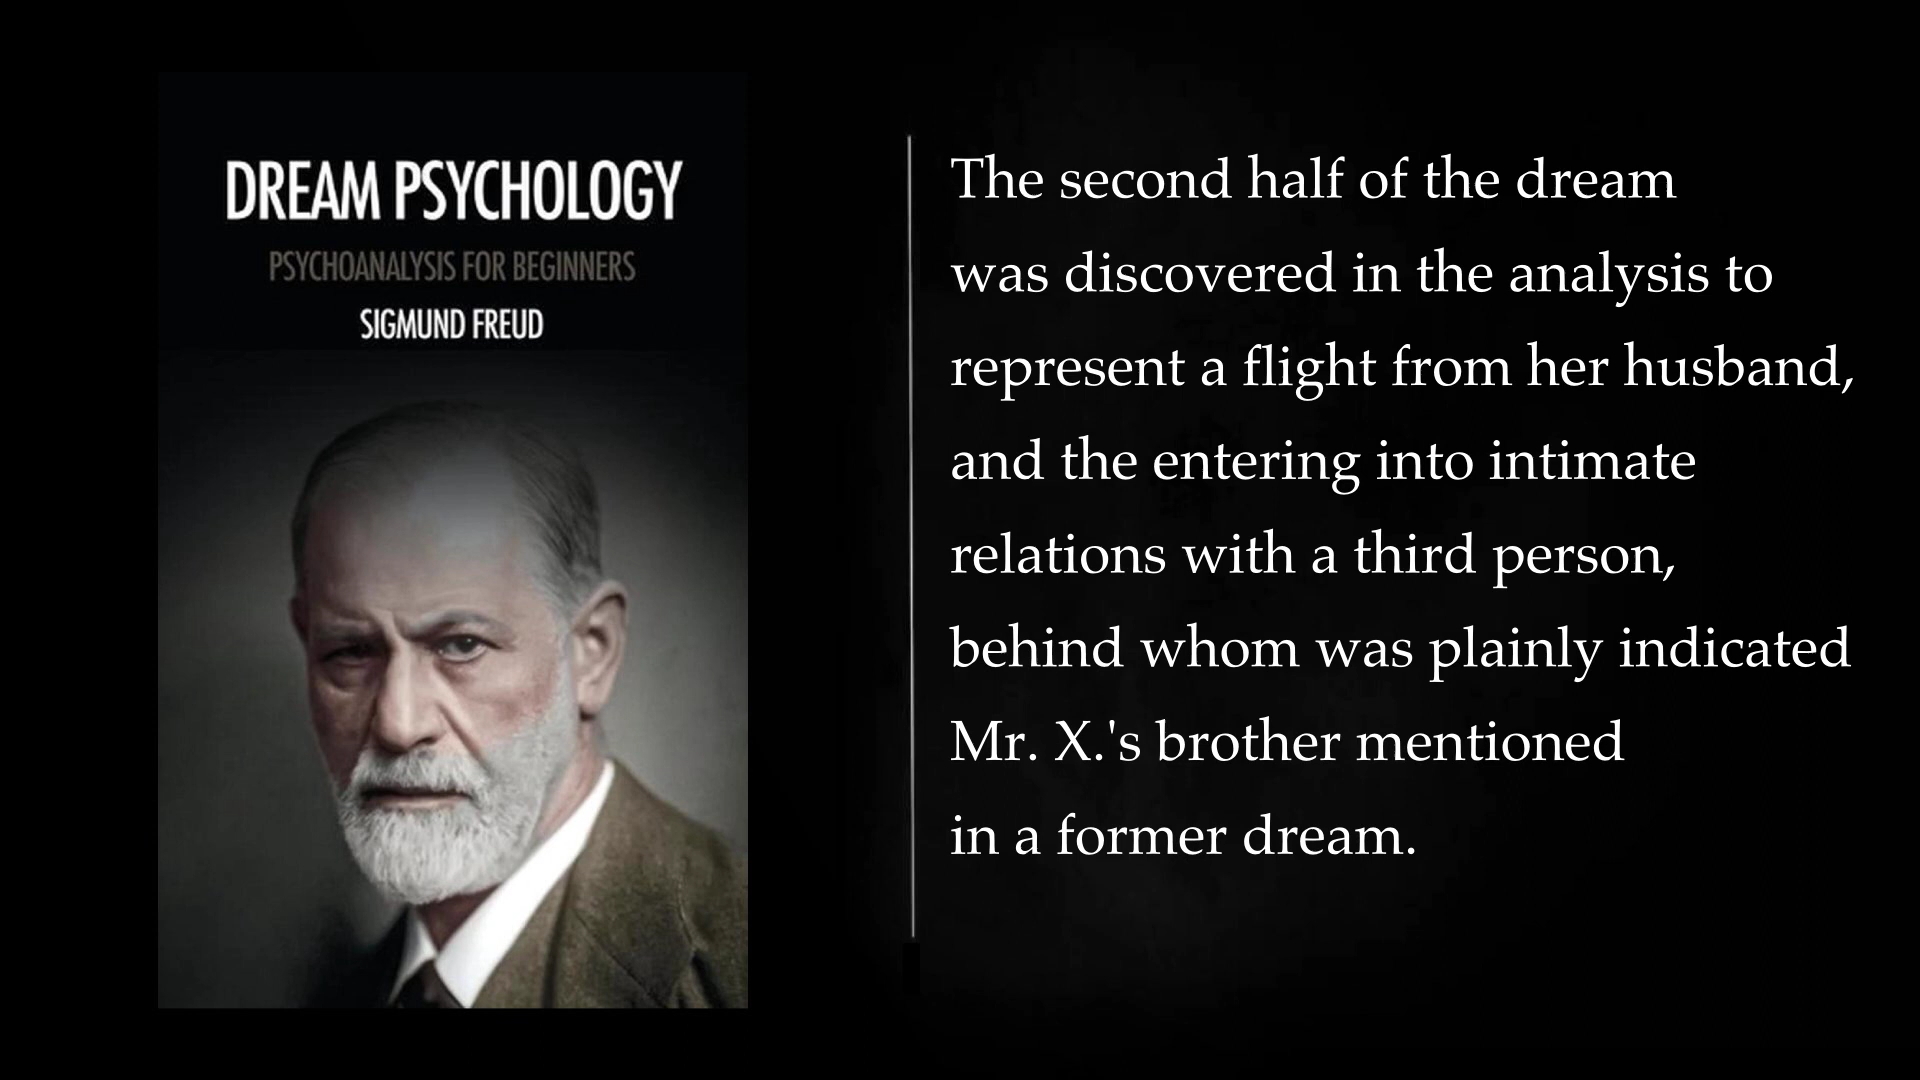 DREAM PSYCHOLOGY
PSYCHOANALYSIS FOR BEGINNERS
SIGMUND FREUD
The second half of the dream
was discovered in the analysis to
represent a flight from her husband,
and the entering into intimate
relations with a third person,
behind whom was plainly indicated
Mr. X.'s brother mentioned
in a former dream.